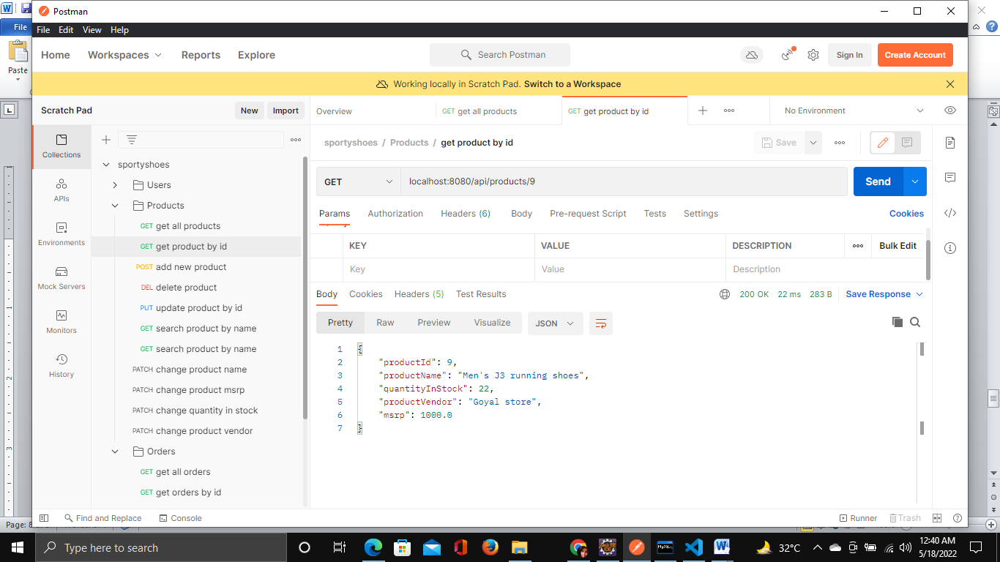 Postman
File
File Edit View Help
Paste
Home Workspaces Reports Explore Search Postman Sign In Create Account
Working locally in Scratch Pad. Switch to a Workspace
Scratch Pad New Import
Overview GET get all products GET get product by id No Environment
Collections
APIs
Environments
Mock Servers
Monitors
History
sportyshoes
Users
Products
GET get all products
GET get product by id
POST add new product
DEL delete product
PUT update product by id
GET search product by name
GET search product by name
PATCH change product name
PATCH change product msrp
PATCH change quantity in stock
PATCH change product vendor
Orders
GET get all orders
GET get orders by id
sportyshoes / Products / get product by id Save
GET localhost:8080/api/products/9 Send
Params Authorization Headers (6) Body Pre-request Script Tests Settings Cookies
KEY VALUE DESCRIPTION Bulk Edit
Key Value Description
Body Cookies Headers (5) Test Results 200 OK 22 ms 283 B Save Response
Pretty Raw Preview Visualize JSON
1 {
2 "productId": 9,
3 "productName": "Men's J3 running shoes",
4 "quantityInStock": 22,
5 "productVendor": "Goyal store",
6 "msrp": 1000.0
7 }
Find and Replace Console Runner Trash
Page:
Type here to search 32°C 12:40 AM
5/18/2022